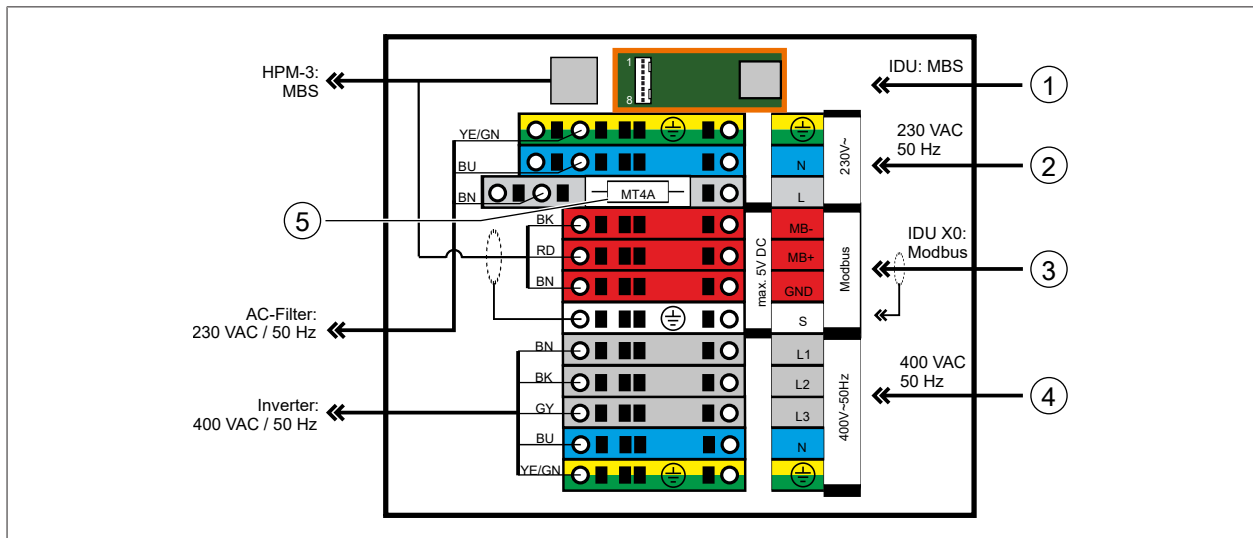 HPM-3:
MBS
1
8
IDU: MBS
1
YE/GN
230 VAC
50 Hz
2
230V~
BU
N
BN
MT4A
L
5
BK
MB-
RD
MB+
BN
GND
S
max. 5V DC
Modbus
IDU X0:
Modbus
3
AC-Filter:
230 VAC / 50 Hz
BN
L1
BK
L2
GY
L3
BU
N
YE/GN
400V~50Hz
400 VAC
50 Hz
4
Inverter:
400 VAC / 50 Hz